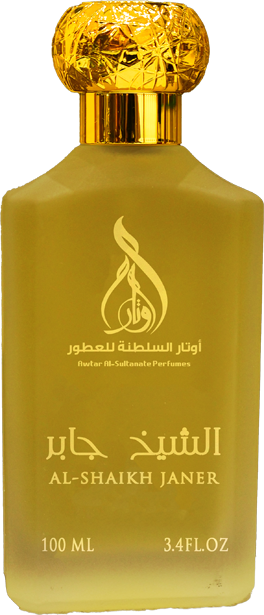 أوتار
أوتار السلطنة للعطور
Awtar Al-Sultanate Perfumes
الشيخ جابر
AL-SHAIKH JANER
100 ML 3.4FL.OZ